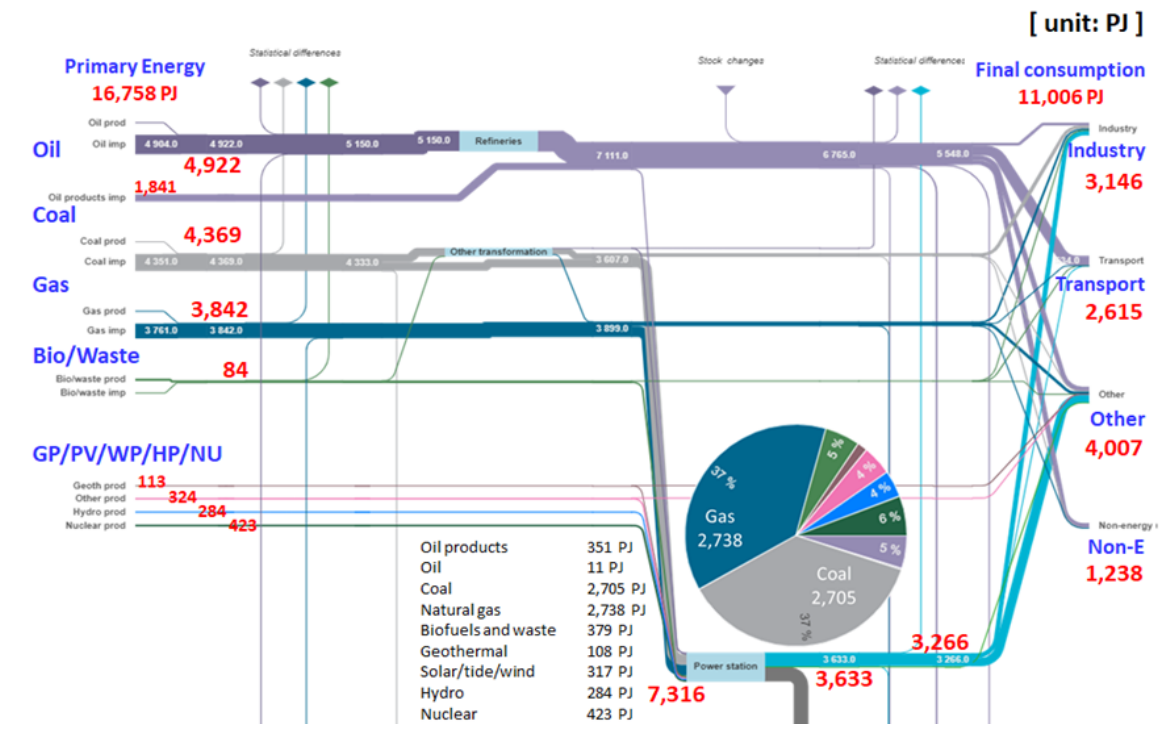 [ unit: PJ ]
Statistical differences
Stock changes
Statistical differences
Primary Energy
16,758 PJ
Final consumption
11,006 PJ
Oil prod
Oil imp
4 904.0
4 922.0
5 150.0
5 150.0
Refineries
7 111.0
6 765.0
5 548.0
Industry
Oil
4,922
Industry
3,146
1,841
Oil products imp
Coal
4,369
Coal prod
Coal imp
4 351.0
4 369.0
4 333.0
Other transformation
3 607.0
Transport
Gas
Transport
2,615
3,842
Gas prod
Gas imp
3 761.0
3 842.0
3 899.0
Bio/Waste
84
Bio/waste prod
Bio/waste imp
Other
Other
4,007
GP/PV/WP/HP/NU
Geoth prod
113
Other prod
324
Hydro prod
284
Nuclear prod
423
37 %
5 %
4 %
4 %
6 %
5 %
37 %
Gas
2,738
Coal
2,705
Non-energy
Non-E
1,238
Oil products 351 PJ
Oil 11 PJ
Coal 2,705 PJ
Natural gas 2,738 PJ
Biofuels and waste 379 PJ
Geothermal 108 PJ
Solar/tide/wind 317 PJ
Hydro 284 PJ
Nuclear 423 PJ
7,316
Power station
3 633.0
3,633
3,266
3 266.0